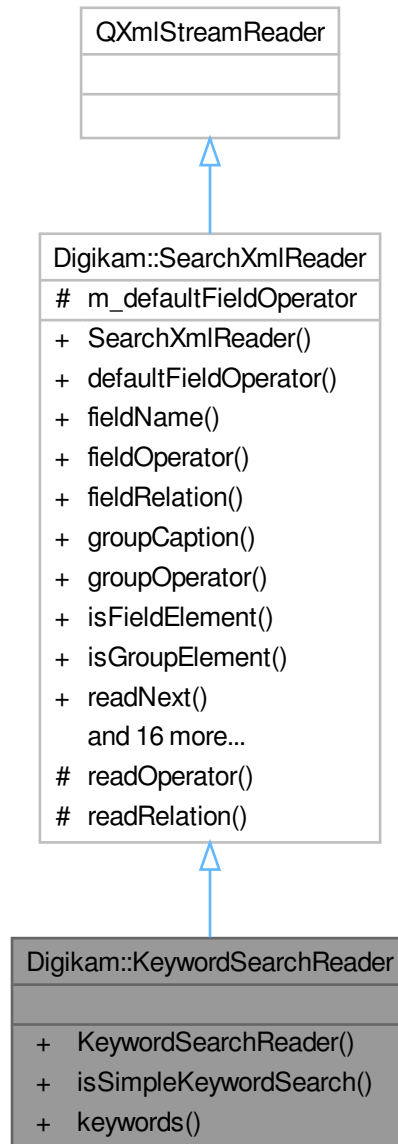 QXmlStreamReader
Digikam::SearchXmlReader
# m_defaultFieldOperator
+ SearchXmlReader()
+ defaultFieldOperator()
+ fieldName()
+ fieldOperator()
+ fieldRelation()
+ groupCaption()
+ groupOperator()
+ isFieldElement()
+ isGroupElement()
+ readNext()
and 16 more...
# readOperator()
# readRelation()
Digikam::KeywordSearchReader
+ KeywordSearchReader()
+ isSimpleKeywordSearch()
+ keywords()